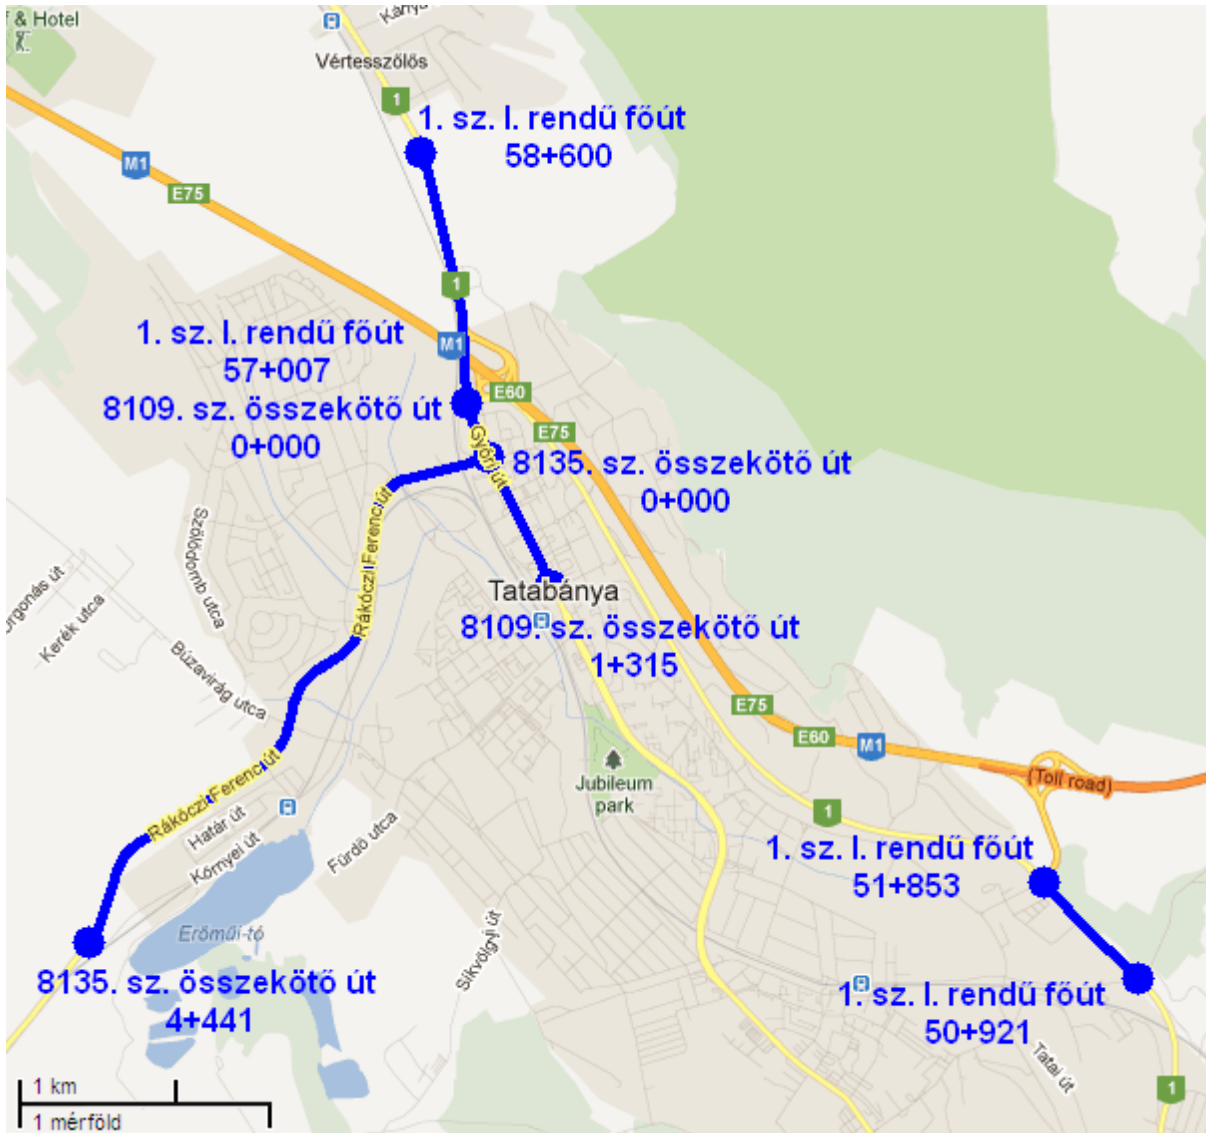 f & Hotel
Vértesszőlős
1
1. sz. I. rendű főút
58+600
M1
E75
1
1. sz. I. rendű főút
57+007
M1
8109. sz. összekötő út
0+000
E60
E75
Győri út
8135. sz. összekötő út
0+000
Rákóczi Ferenc út
Szőlődomb utca
orgonás út
Kerék utca
Tatabánya
8109. sz. összekötő út
1+315
Búzavirág utca
E75
E60
M1
(Toll road)
Jubileum
park
Rákóczi Ferenc út
Határ út
Környei út
Fürdő utca
1
1. sz. I. rendű főút
51+853
Erőműi-tó
Síkvölgyi út
8135. sz. összekötő út
4+441
1. sz. I. rendű főút
50+921
Tatai út
1
1 km
1 mérföld